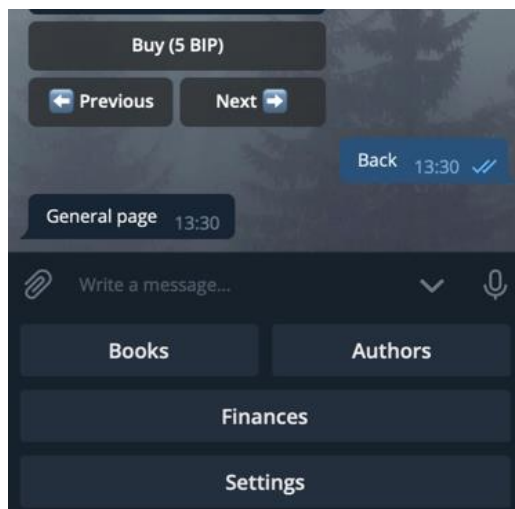 Buy (5 BIP)
⬅️ Previous
Next ➡️
Back 13:30
General page 13:30
Write a message...
Books
Authors
Finances
Settings